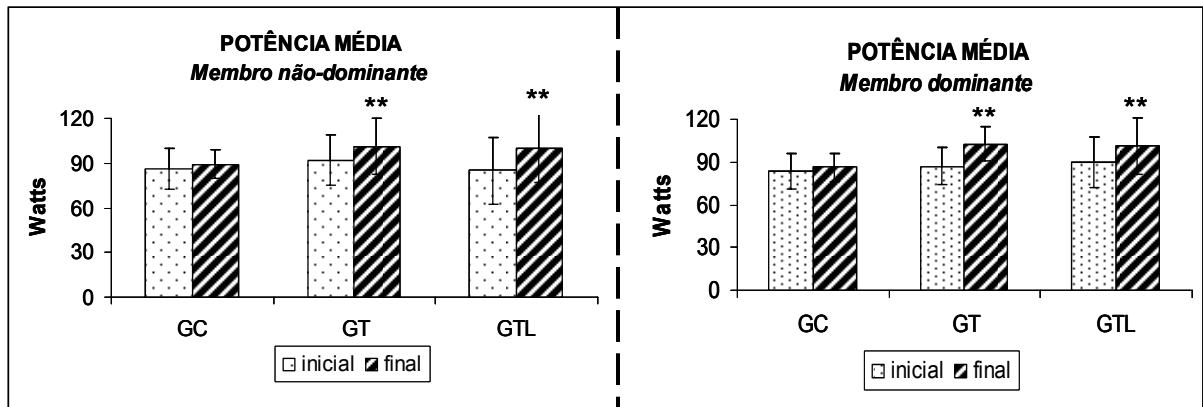 POTÊNCIA MÉDIA
Membro não-dominante
** **
120
90
60
30
0
Watts
GC GT GTL
inicial final
POTÊNCIA MÉDIA
Membro dominante
** **
120
90
60
30
0
Watts
GC GT GTL
inicial final